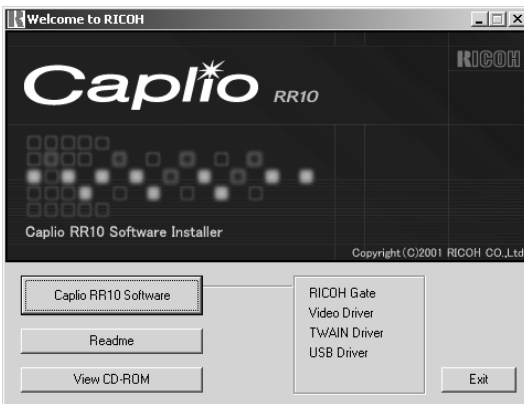 Welcome to RICOH
RICOH
Caplio RR10
Caplio RR10 Software Installer
Copyright(C)2001 RICOH CO.,Ltd
Caplio RR10 Software
Readme
View CD-ROM
RICOH Gate
Video Driver
TWAIN Driver
USB Driver
Exit